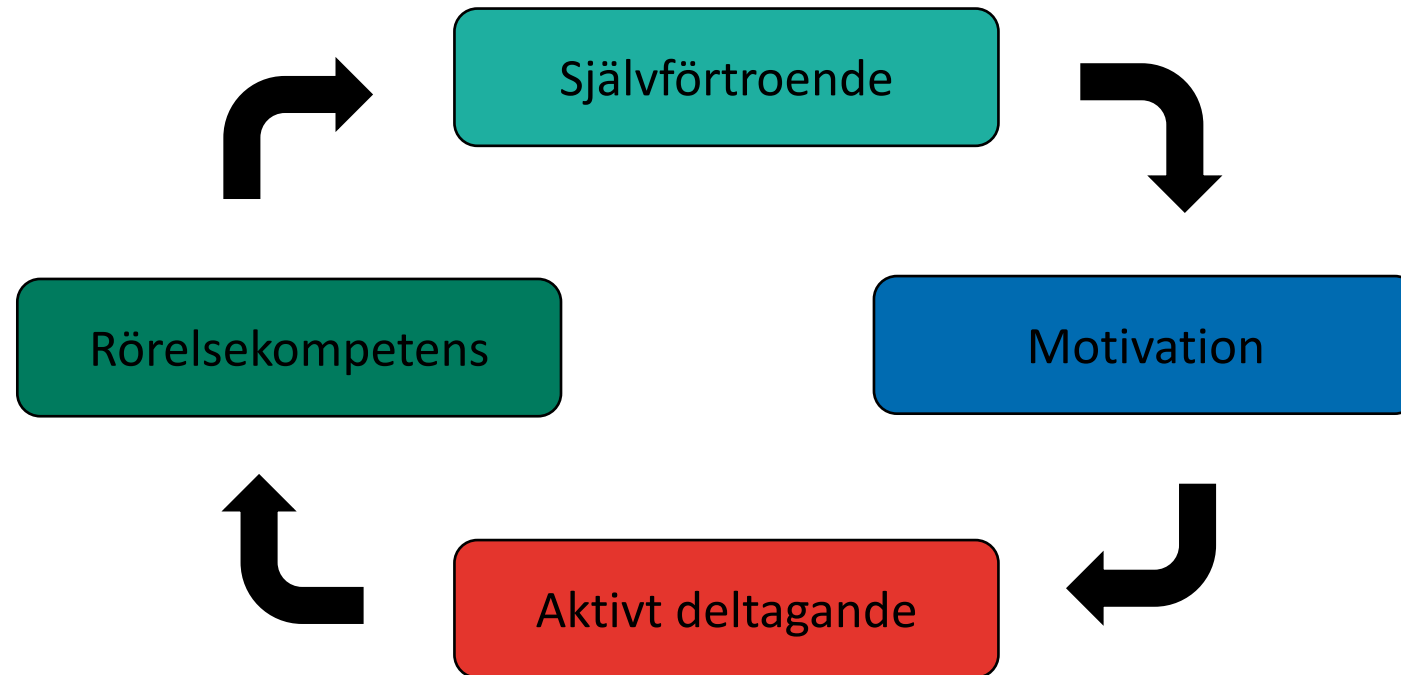 Självförtroende
Rörelsekompetens
Motivation
Aktivt deltagande